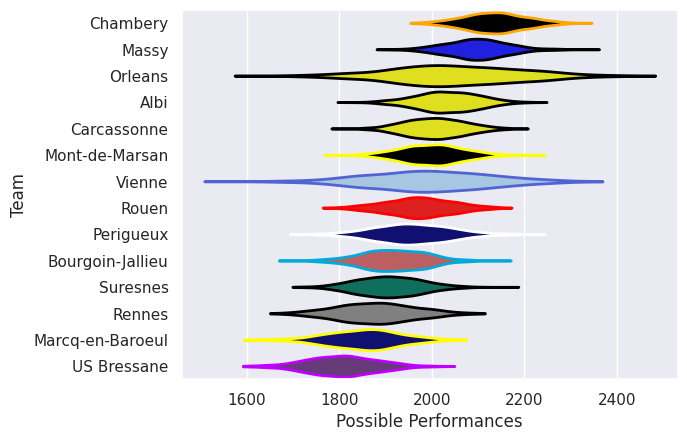 Chambery
Massy
Orleans
Albi
Carcassonne
Mont-de-Marsan
Vienne
Rouen
Perigueux
Bourgoin-Jallieu
Suresnes
Rennes
Marcq-en-Baroeul
US Bressane
Team
1600 1800 2000 2200 2400
Possible Performances